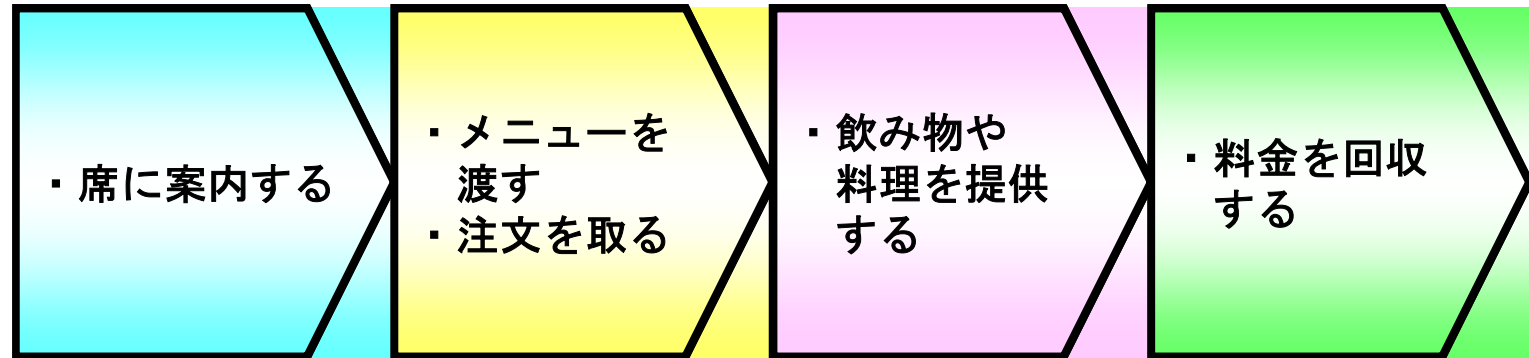 ・席に案内する
・メニューを
渡す
・注文を取る
・飲み物や
料理を提供
する
・料金を回収
する